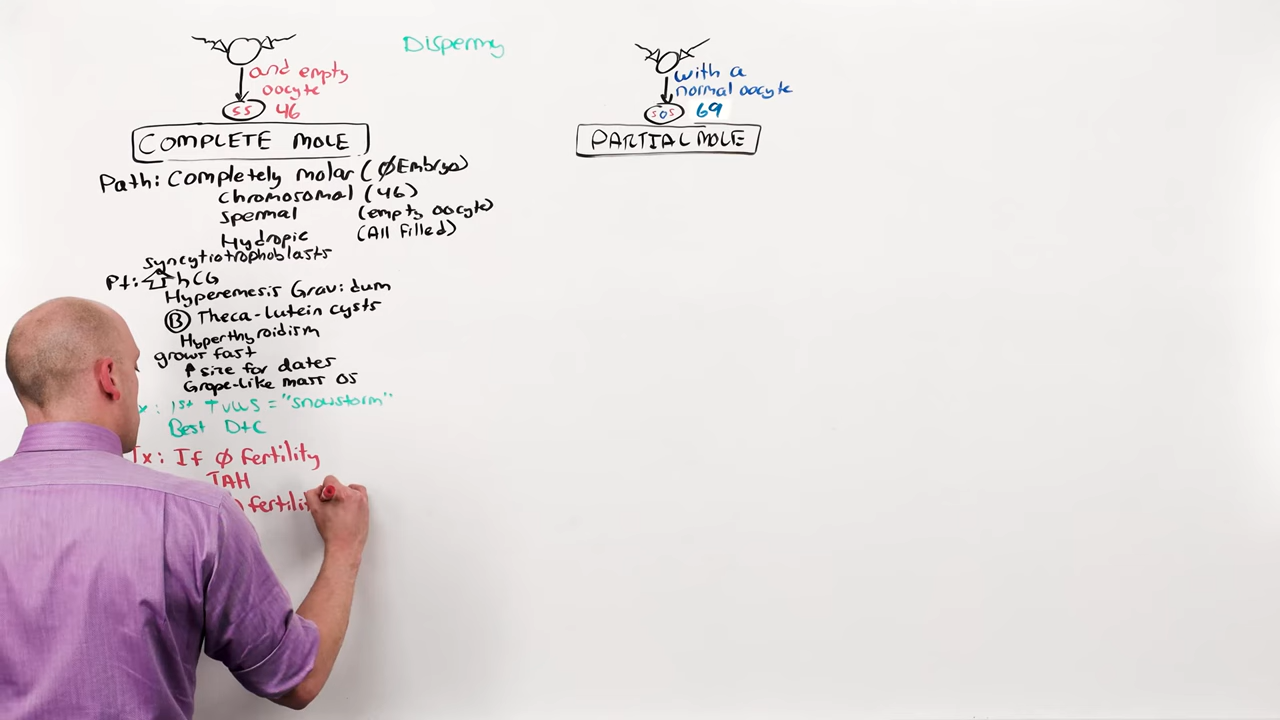 Dispermy
and empty
oocyte
SS 46
COMPLETE MOLE
Path: Completely molar (ØEmbryo)
Chromosomal (46)
Spermal (empty oocyte)
Hydropic (All filled)
syncytiotrophoblasts
Pt: ⇧ hCG
Hyperemesis Gravidum
Ⓑ Theca-lutein cysts
Hyperthyroidism
grows fast
↑ size for dates
Grape-like mass OS
x: 1st TVUS = "snowstorm"
Best D+C
Tx: If Ø fertility
TAH
fertili
with a
normal oocyte
SOS 69
PARTIAL MOLE